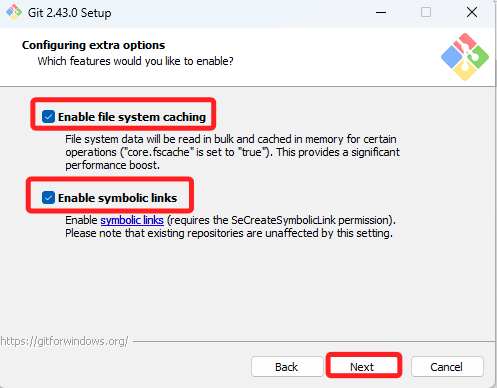 Git 2.43.0 Setup
Configuring extra options
Which features would you like to enable?
Enable file system caching
File system data will be read in bulk and cached in memory for certain
operations ("core.fscache" is set to "true"). This provides a significant
performance boost.
Enable symbolic links
Enable symbolic links (requires the SeCreateSymbolicLink permission).
Please note that existing repositories are unaffected by this setting.
https://gitforwindows.org/
Back Next Cancel